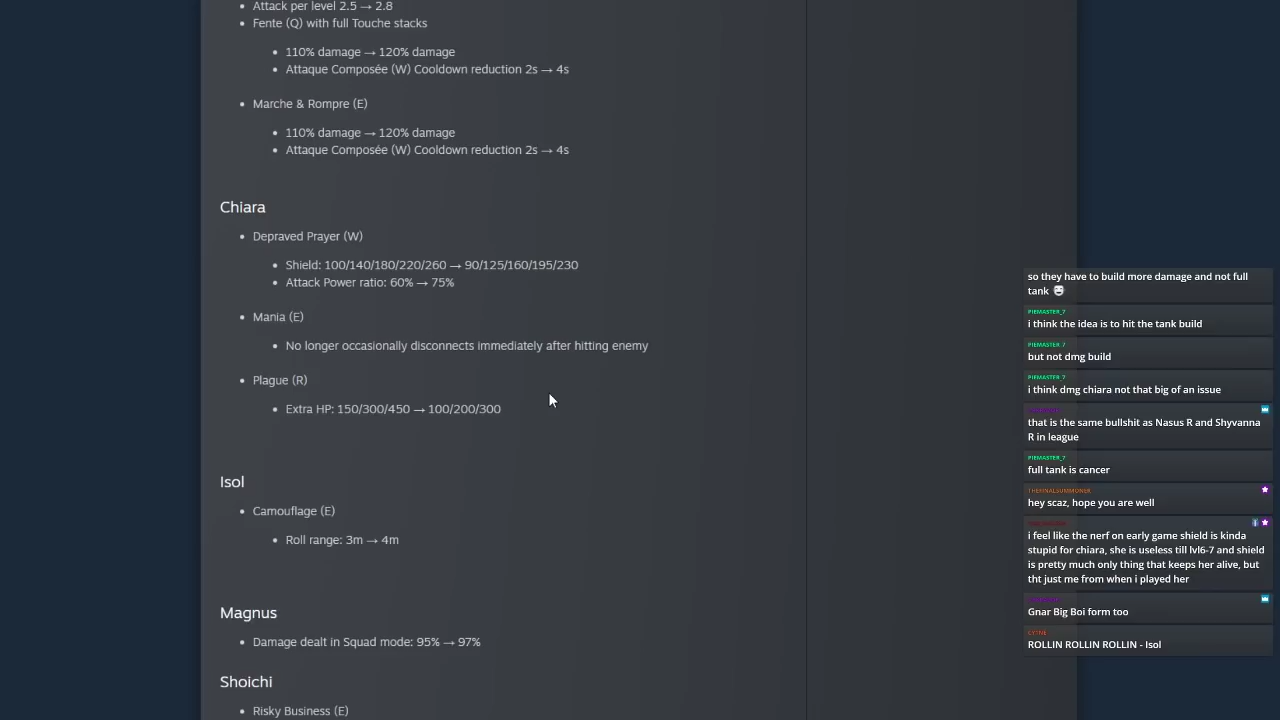 Attack per level 2.5 → 2.8
Fente (Q) with full Touche stacks
110% damage → 120% damage
Attaque Composée (W) Cooldown reduction 2s → 4s
Marche & Rompre (E)
110% damage → 120% damage
Attaque Composée (W) Cooldown reduction 2s → 4s
Chiara
Depraved Prayer (W)
Shield: 100/140/180/220/260 → 90/125/160/195/230
Attack Power ratio: 60% → 75%
Mania (E)
No longer occasionally disconnects immediately after hitting enemy
Plague (R)
Extra HP: 150/300/450 → 100/200/300
Isol
Camouflage (E)
Roll range: 3m → 4m
Magnus
Damage dealt in Squad mode: 95% → 97%
Shoichi
Risky Business (E)
so they have to build more damage and not full
tank
PIEMASTER_7
i think the idea is to hit the tank build
PIEMASTER_7
but not dmg build
PIEMASTER_7
i think dmg chiara not that big of an issue
that is the same bullshit as Nasus R and Shyvanna
R in league
PIEMASTER_7
full tank is cancer
THEFINALSUMMONER
hey scaz, hope you are well
i feel like the nerf on early game shield is kinda
stupid for chiara, she is useless till lvl6-7 and shield
is pretty much only thing that keeps her alive, but
tht just me from when i played her
Gnar Big Boi form too
ROLLIN ROLLIN ROLLIN - Isol